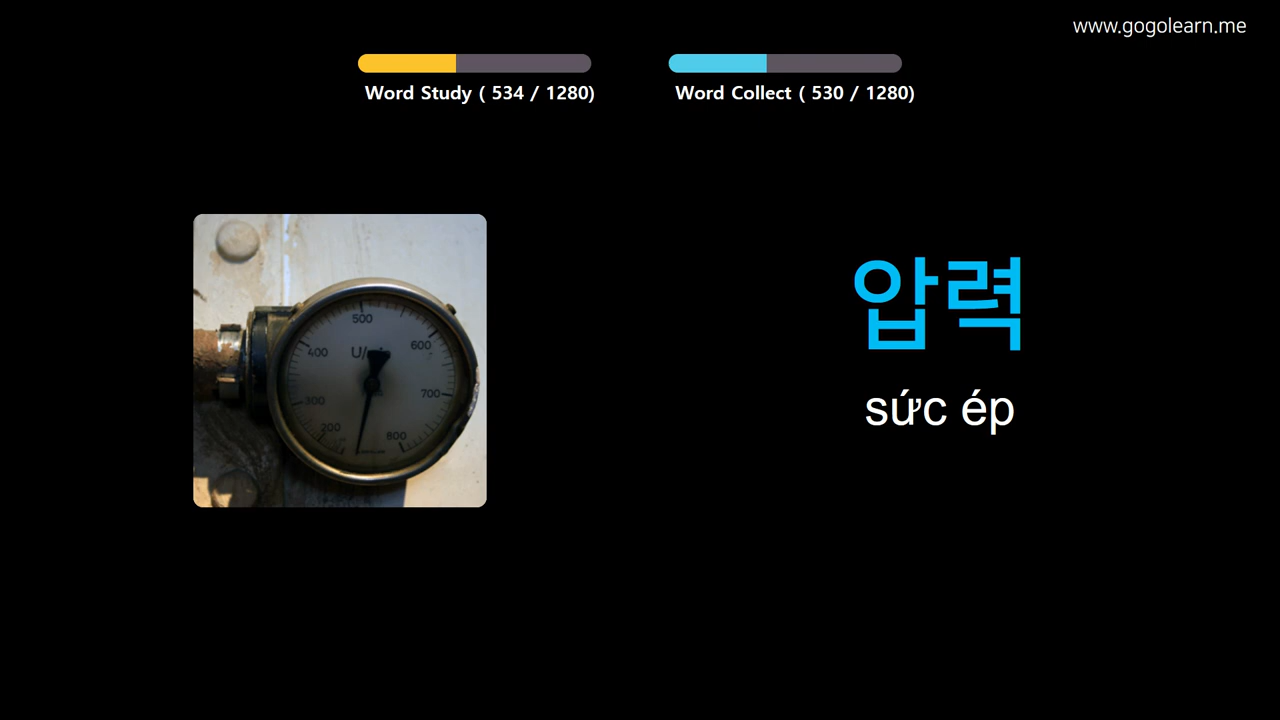 www.gogolearn.me
Word Study ( 534 / 1280)
Word Collect ( 530 / 1280)
압력
sức ép
500
400
600
300
700
200
800